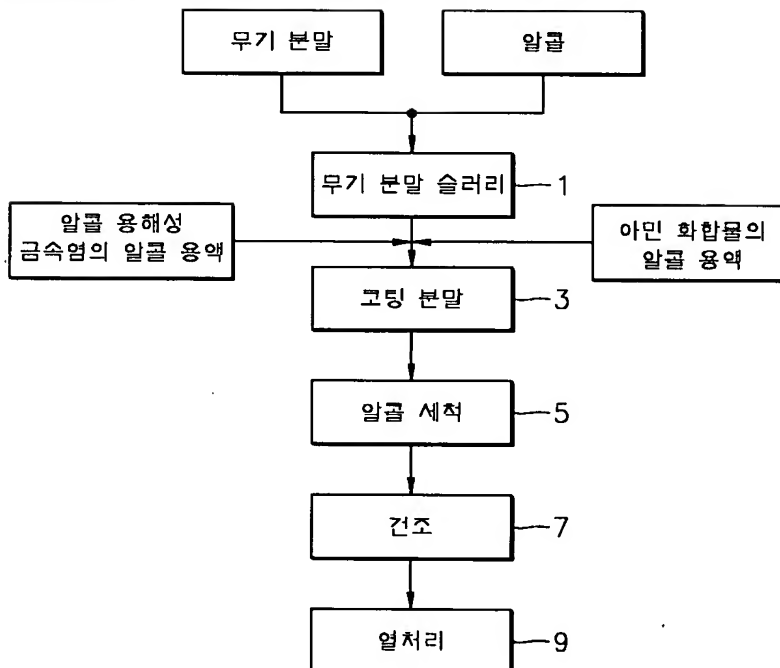 무기 분말
알콜
무기 분말 슬러리
1
알콜 용해성
금속염의 알콜 용액
아민 화합물의
알콜 용액
코팅 분말
3
알콜 세척
5
건조
7
열처리
9